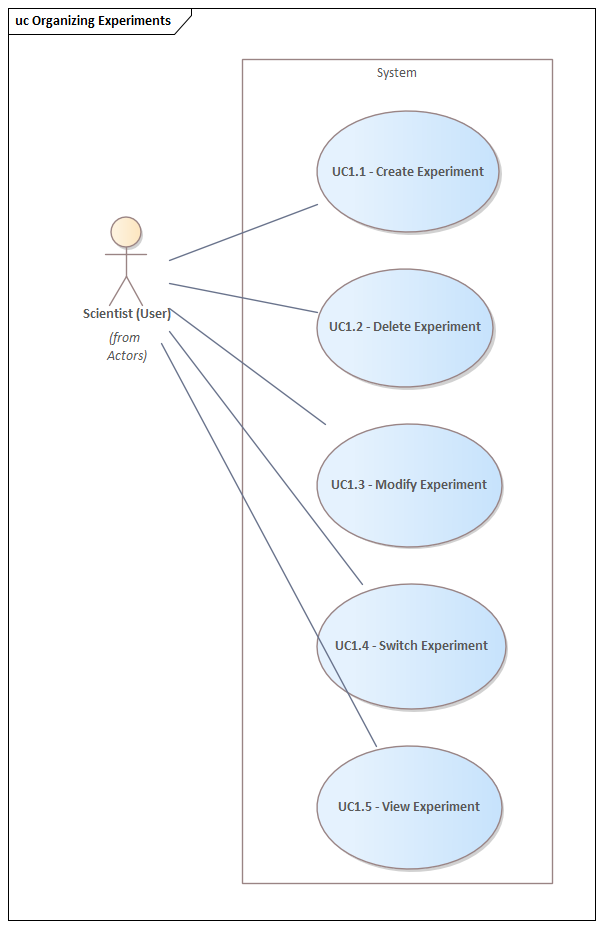 uc Organizing Experiments
System
UC1.1 - Create Experiment
Scientist (User)
(from
Actors)
UC1.2 - Delete Experiment
UC1.3 - Modify Experiment
UC1.4 - Switch Experiment
UC1.5 - View Experiment